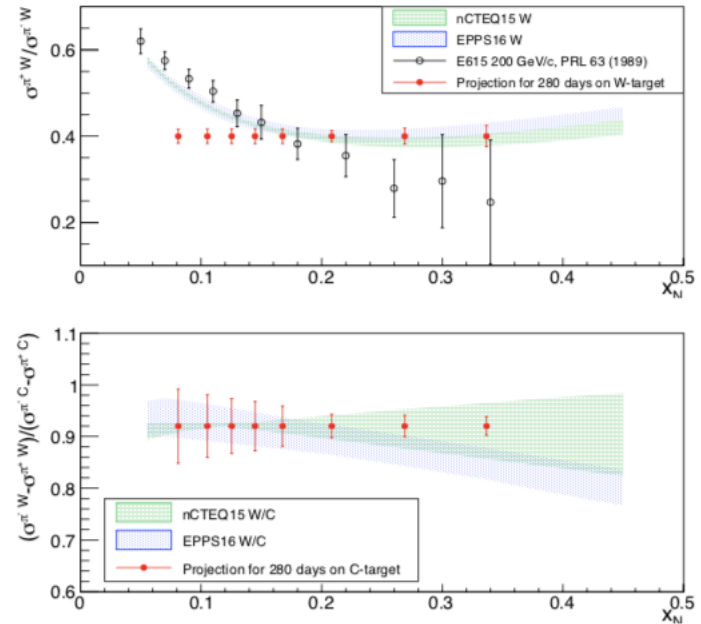 σ^π+ W/σ^π- W
0.6
0.4
0.2
nCTEQ15 W
EPPS16 W
E615 200 GeV/c, PRL 63 (1989)
Projection for 280 days on W-target
0 0.1 0.2 0.3 0.4 0.5
x_N
(σ^π- W-σ^π+ W)/(σ^π- C-σ^π+ C)
1.1
1
0.9
0.8
0.7
0.6
nCTEQ15 W/C
EPPS16 W/C
Projection for 280 days on C-target
0 0.1 0.2 0.3 0.4 0.5
x_N